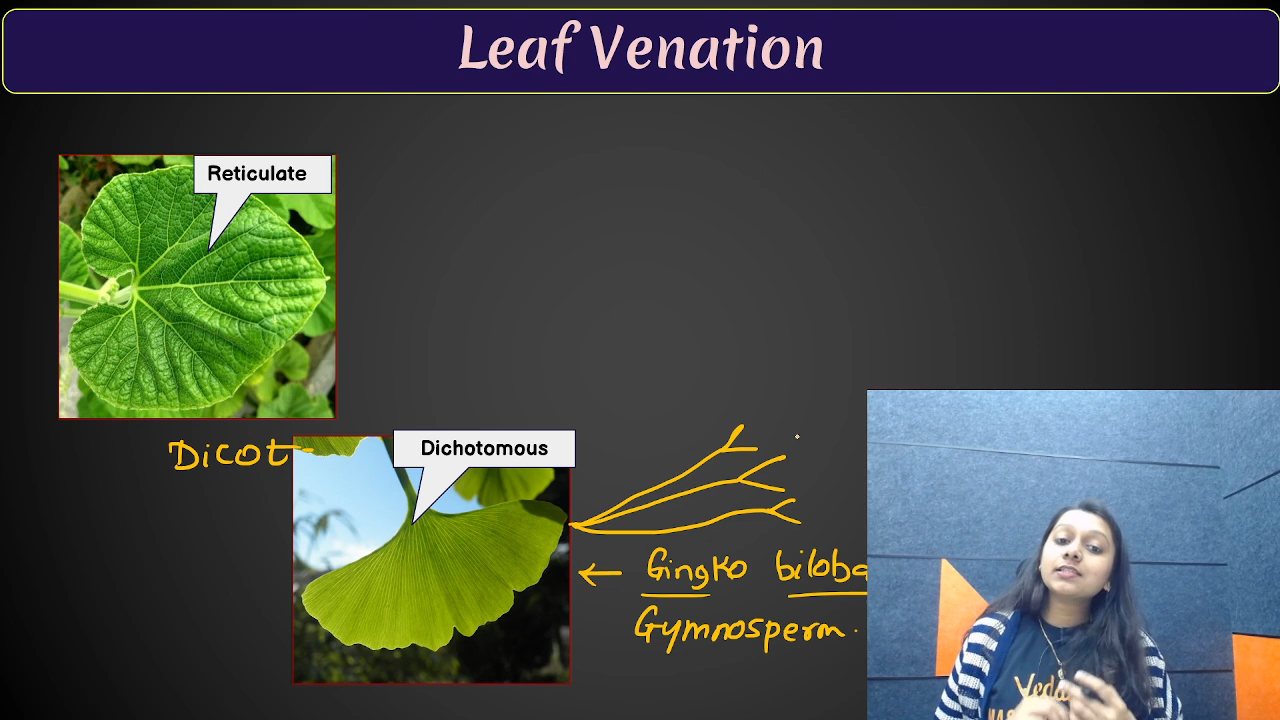 Leaf Venation
Reticulate
Dicot
Dichotomous
← Gingko biloba
Gymnosperm.